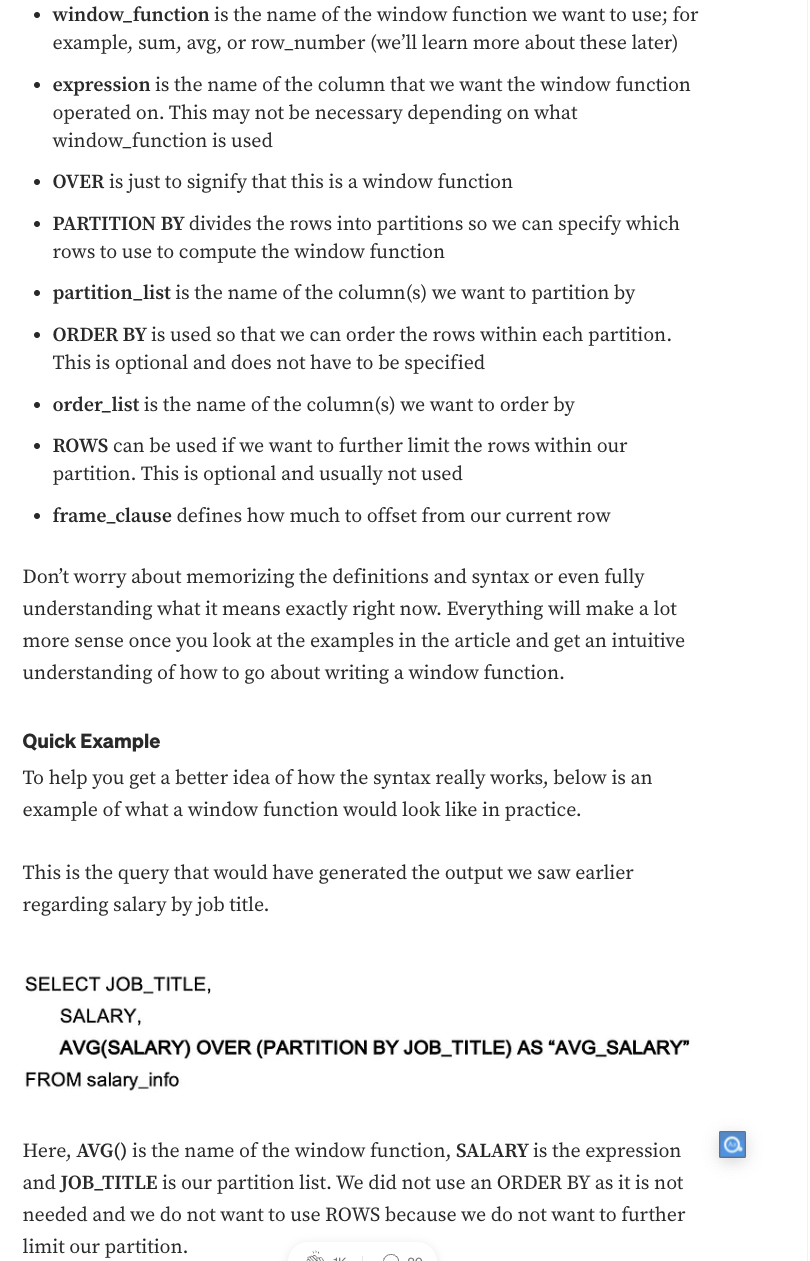 • window_function is the name of the window function we want to use; for
example, sum, avg, or row_number (we’ll learn more about these later)
• expression is the name of the column that we want the window function
operated on. This may not be necessary depending on what
window_function is used
• OVER is just to signify that this is a window function
• PARTITION BY divides the rows into partitions so we can specify which
rows to use to compute the window function
• partition_list is the name of the column(s) we want to partition by
• ORDER BY is used so that we can order the rows within each partition.
This is optional and does not have to be specified
• order_list is the name of the column(s) we want to order by
• ROWS can be used if we want to further limit the rows within our
partition. This is optional and usually not used
• frame_clause defines how much to offset from our current row
Don’t worry about memorizing the definitions and syntax or even fully
understanding what it means exactly right now. Everything will make a lot
more sense once you look at the examples in the article and get an intuitive
understanding of how to go about writing a window function.
Quick Example
To help you get a better idea of how the syntax really works, below is an
example of what a window function would look like in practice.
This is the query that would have generated the output we saw earlier
regarding salary by job title.
SELECT JOB_TITLE,
SALARY,
AVG(SALARY) OVER (PARTITION BY JOB_TITLE) AS “AVG_SALARY”
FROM salary_info
Here, AVG() is the name of the window function, SALARY is the expression
and JOB_TITLE is our partition list. We did not use an ORDER BY as it is not
needed and we do not want to use ROWS because we do not want to further
limit our partition.